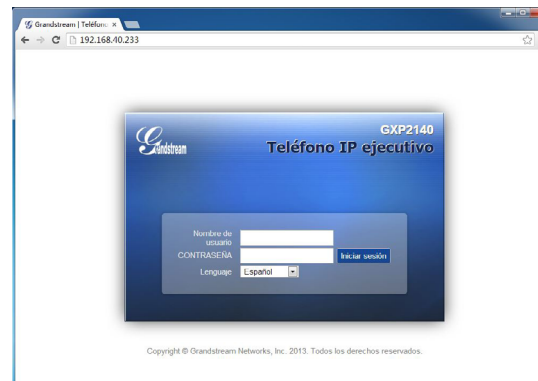 Grandstream | Teléfono
192.168.40.233
Grandstream
GXP2140
Teléfono IP ejecutivo
Nombre de
usuario
CONTRASEÑA
Iniciar sesión
Lenguaje
Español
Copyright © Grandstream Networks, Inc. 2013. Todos los derechos reservados.